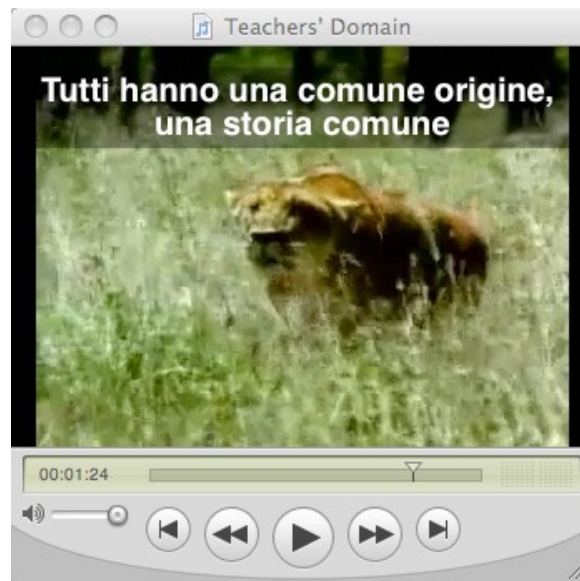 Teachers' Domain
Tutti hanno una comune origine,
una storia comune
00:01:24